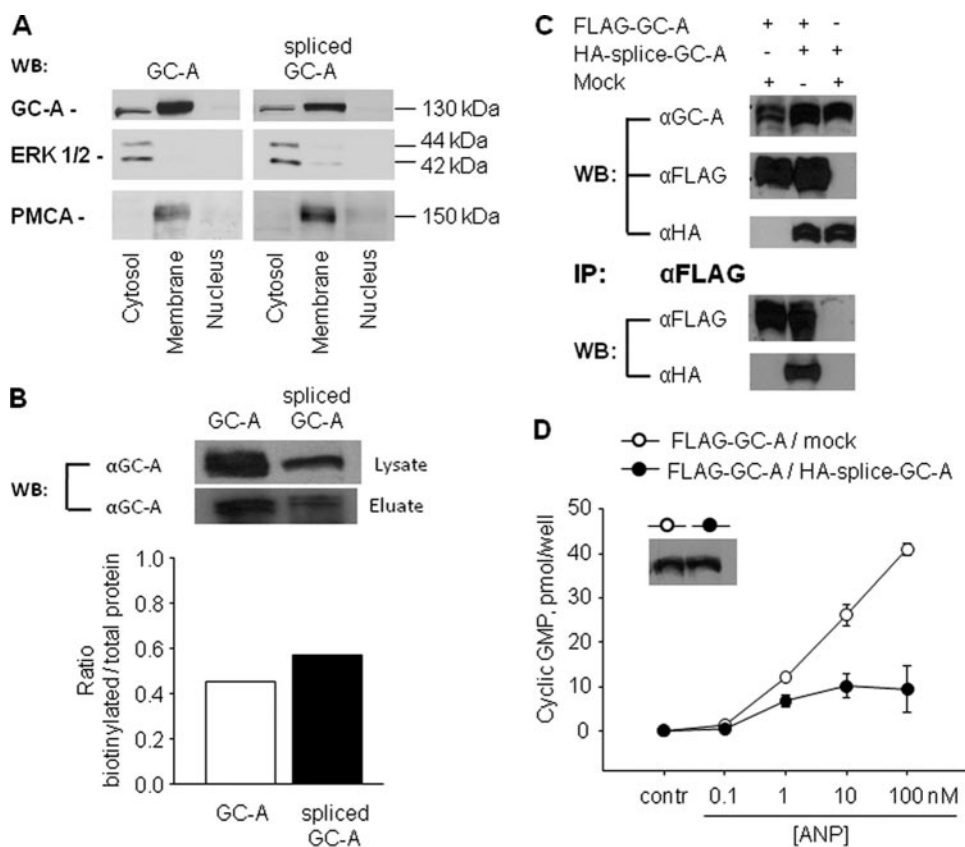 A
WB:
GC-A
spliced
GC-A
GC-A -
130 kDa
ERK 1/2 -
44 kDa
42 kDa
PMCA -
150 kDa
Cytosol
Membrane
Nucleus
Cytosol
Membrane
Nucleus
B
GC-A
spliced
GC-A
WB:
αGC-A
Lysate
αGC-A
Eluate
Ratio
biotinylated / total protein
1.0
0.8
0.6
0.4
0.2
0.0
GC-A
spliced
GC-A
C
FLAG-GC-A + + -
HA-splice-GC-A - + +
Mock + - +
WB:
αGC-A
αFLAG
αHA
IP: αFLAG
WB:
αFLAG
αHA
D
FLAG-GC-A / mock
FLAG-GC-A / HA-splice-GC-A
Cyclic GMP, pmol/well
50
40
30
20
10
0
contr 0.1 1 10 100 nM
[ANP]